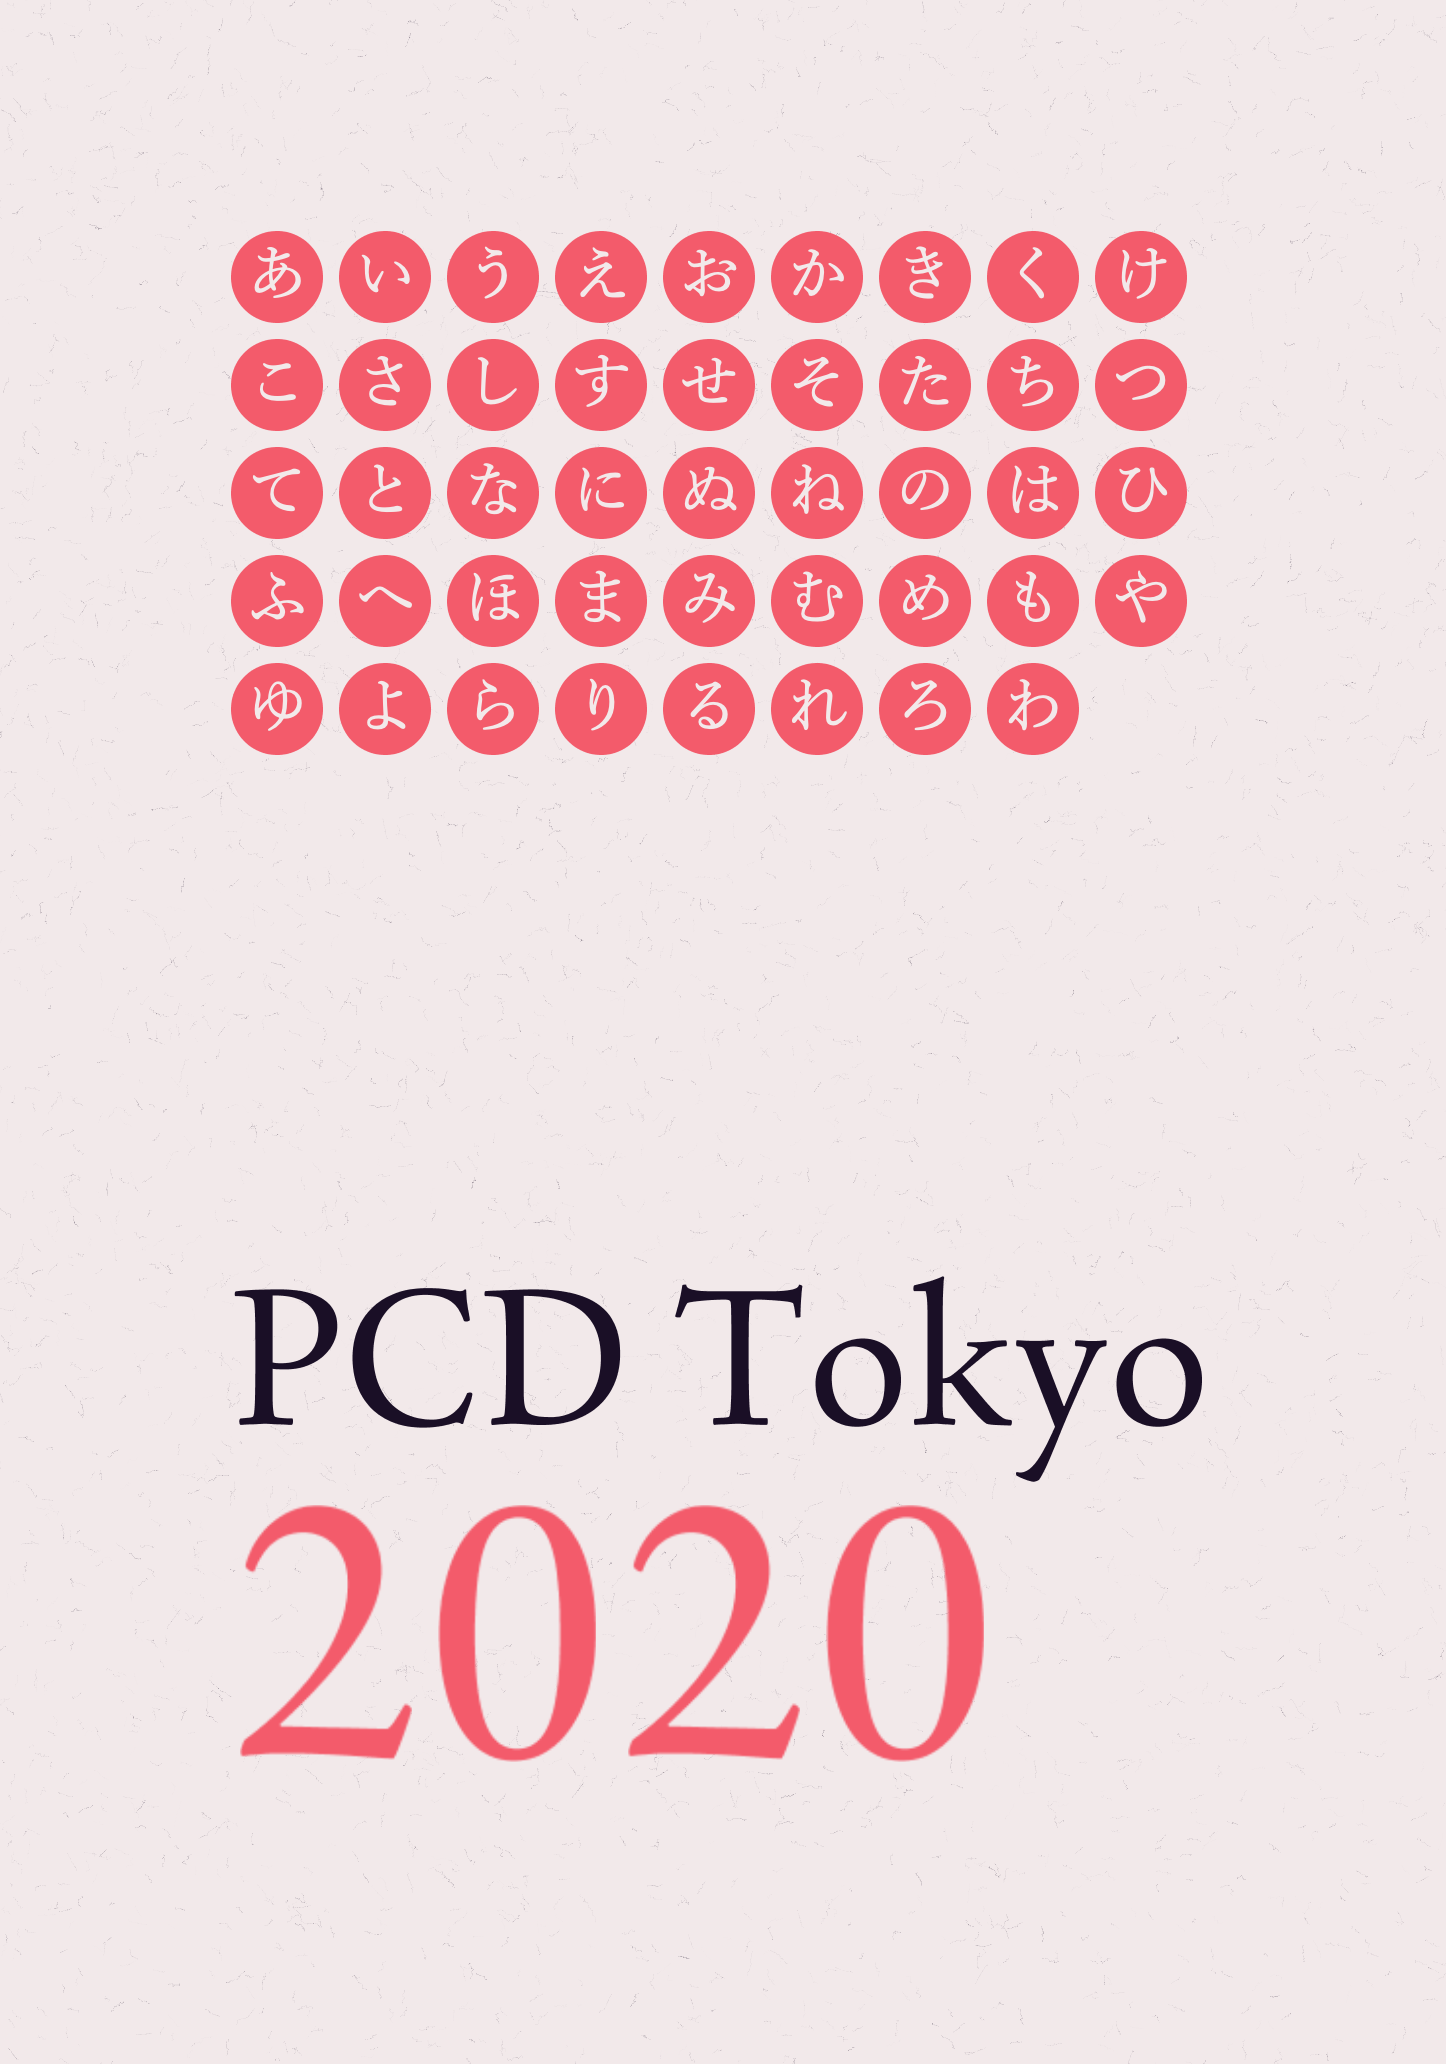 あいうえおかきくけ
こさしすせそたちつ
てとなにぬねのはひ
ふへほまみむめもや
ゆよらりるれろわ
PCD Tokyo
2020